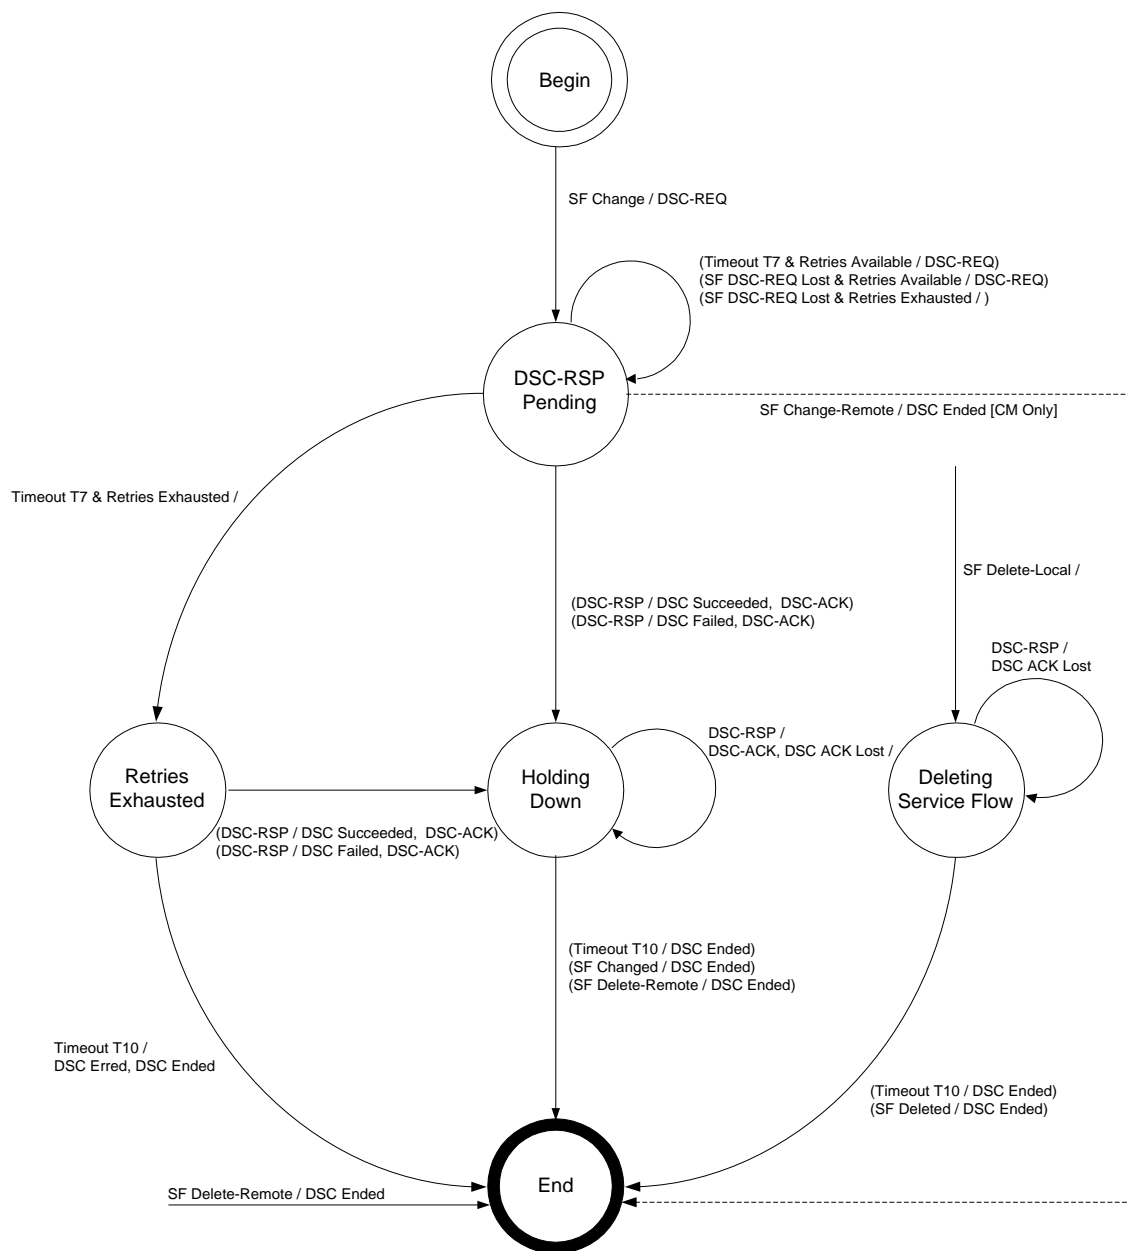 Begin
SF Change / DSC-REQ
(Timeout T7 & Retries Available / DSC-REQ)
(SF DSC-REQ Lost & Retries Available / DSC-REQ)
(SF DSC-REQ Lost & Retries Exhausted / )
DSC-RSP
Pending
SF Change-Remote / DSC Ended [CM Only]
Timeout T7 & Retries Exhausted /
SF Delete-Local /
(DSC-RSP / DSC Succeeded, DSC-ACK)
(DSC-RSP / DSC Failed, DSC-ACK)
DSC-RSP /
DSC ACK Lost
Retries
Exhausted
(DSC-RSP / DSC Succeeded, DSC-ACK)
(DSC-RSP / DSC Failed, DSC-ACK)
Holding
Down
DSC-RSP /
DSC-ACK, DSC ACK Lost /
Deleting
Service Flow
(Timeout T10 / DSC Ended)
(SF Changed / DSC Ended)
(SF Delete-Remote / DSC Ended)
Timeout T10 /
DSC Erred, DSC Ended
(Timeout T10 / DSC Ended)
(SF Deleted / DSC Ended)
SF Delete-Remote / DSC Ended
End